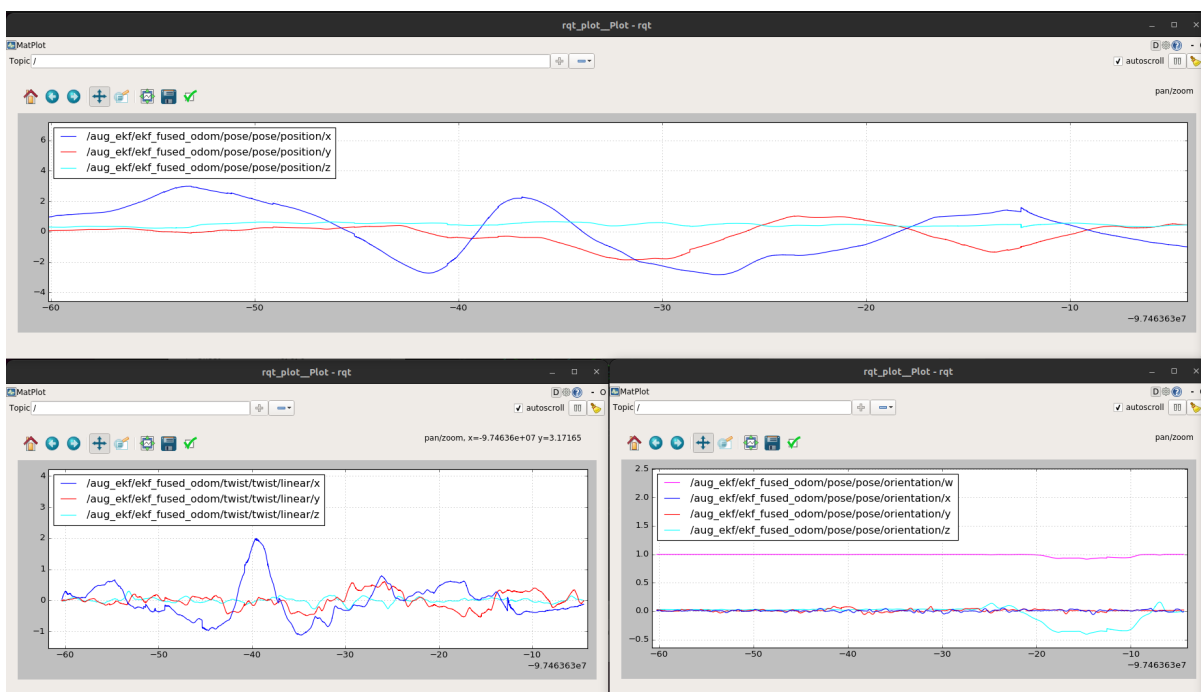 rqt_plot__Plot - rqt
MatPlot
D - O
Topic /
autoscroll
pan/zoom
/aug_ekf/ekf_fused_odom/pose/pose/position/x
/aug_ekf/ekf_fused_odom/pose/pose/position/y
/aug_ekf/ekf_fused_odom/pose/pose/position/z
6
4
2
0
−2
−4
−60 −50 −40 −30 −20 −10
−9.746363e7
rqt_plot__Plot - rqt
MatPlot
D - O
Topic /
autoscroll
pan/zoom, x=-9.74636e+07 y=3.17165
/aug_ekf/ekf_fused_odom/twist/twist/linear/x
/aug_ekf/ekf_fused_odom/twist/twist/linear/y
/aug_ekf/ekf_fused_odom/twist/twist/linear/z
4
3
2
1
0
−1
−60 −50 −40 −30 −20 −10
−9.746363e7
rqt_plot__Plot - rqt
MatPlot
D - O
Topic /
autoscroll
pan/zoom
/aug_ekf/ekf_fused_odom/pose/pose/orientation/w
/aug_ekf/ekf_fused_odom/pose/pose/orientation/x
/aug_ekf/ekf_fused_odom/pose/pose/orientation/y
/aug_ekf/ekf_fused_odom/pose/pose/orientation/z
2.5
2.0
1.5
1.0
0.5
0.0
−0.5
−60 −50 −40 −30 −20 −10
−9.746363e7